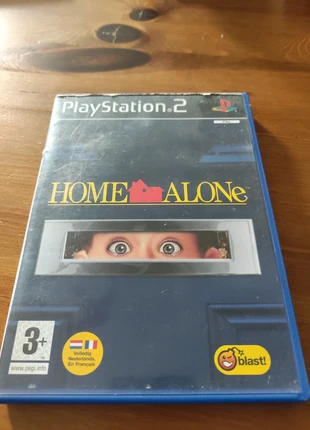 PlayStation®2
HOME ALONe
3+
www.pegi.info
Volledig
Nederlands.
En Français.
blast!